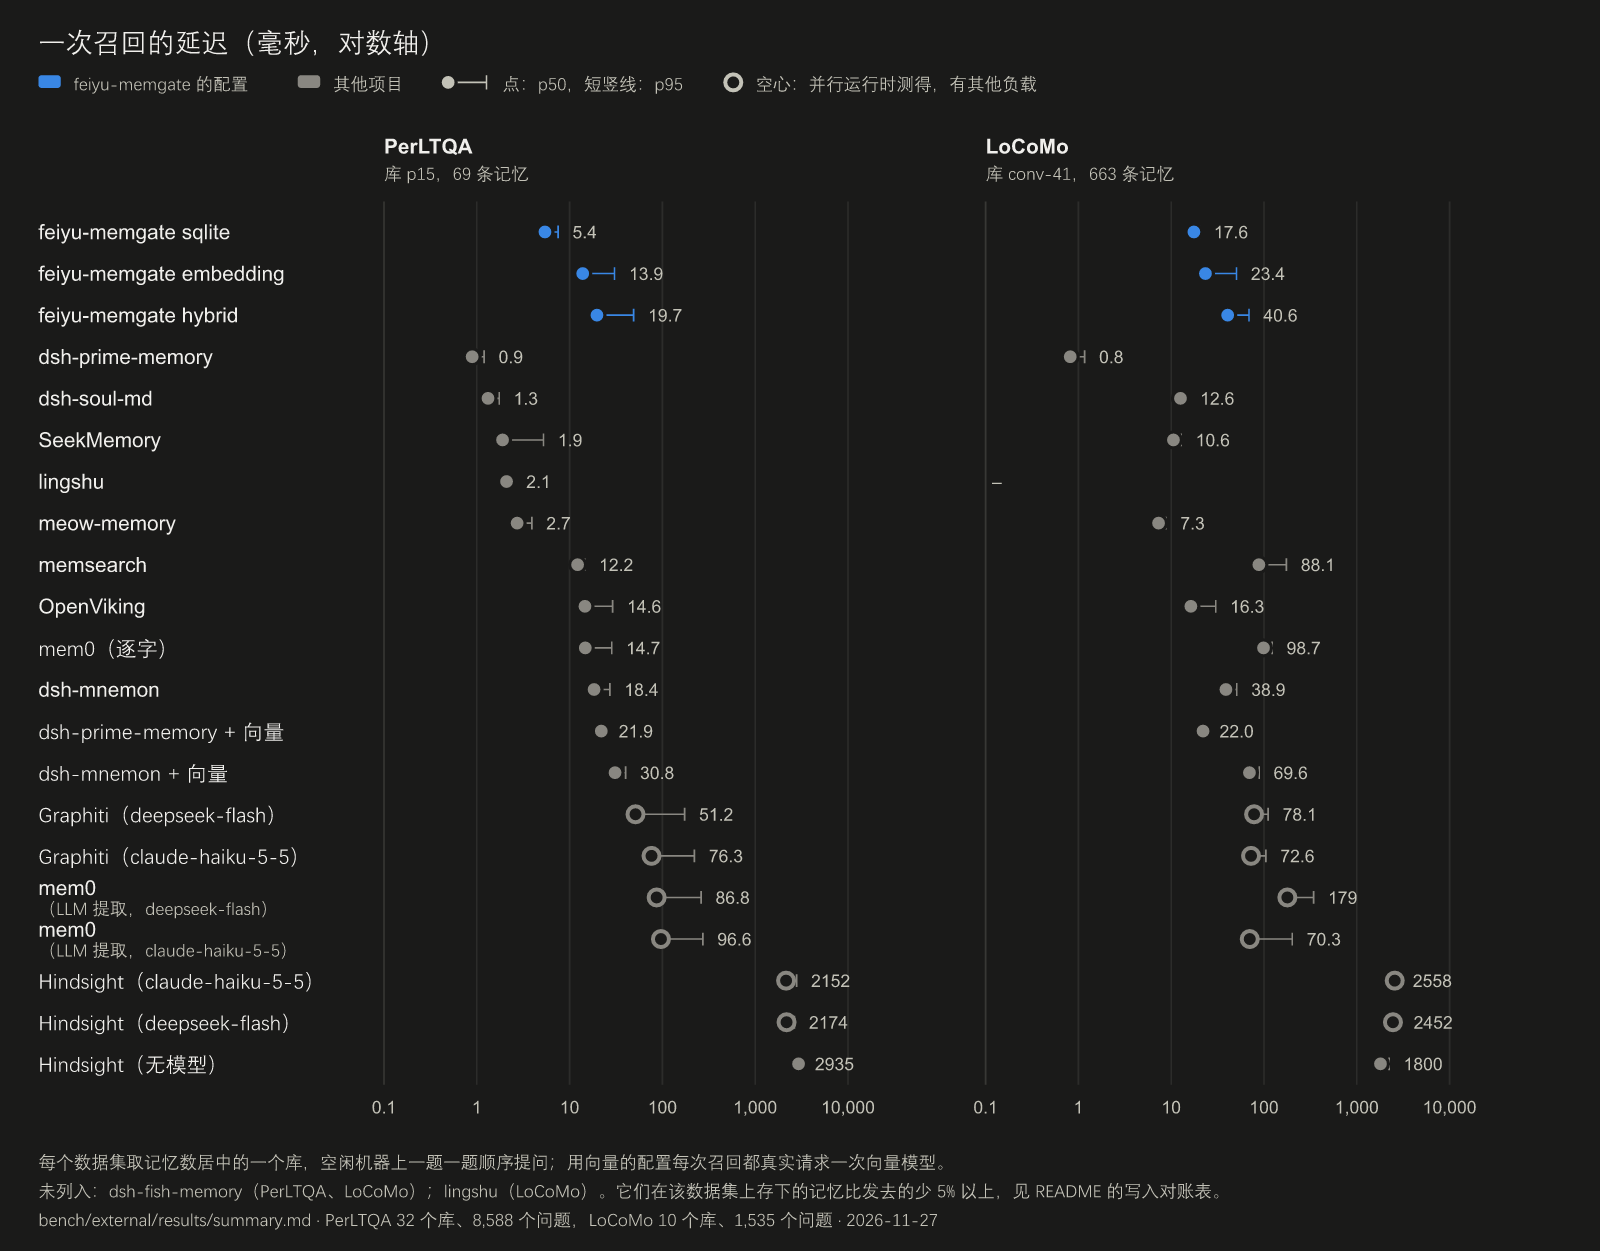 一次召回的延迟（毫秒，对数轴）
feiyu-memgate 的配置 其他项目 点：p50，短竖线：p95 空心：并行运行时测得，有其他负载
PerLTQA LoCoMo
库 p15，69 条记忆 库 conv-41，663 条记忆
feiyu-memgate sqlite 5.4 17.6
feiyu-memgate embedding 13.9 23.4
feiyu-memgate hybrid 19.7 40.6
dsh-prime-memory 0.9 0.8
dsh-soul-md 1.3 12.6
SeekMemory 1.9 10.6
lingshu 2.1 –
meow-memory 2.7 7.3
memsearch 12.2 88.1
OpenViking 14.6 16.3
mem0（逐字） 14.7 98.7
dsh-mnemon 18.4 38.9
dsh-prime-memory + 向量 21.9 22.0
dsh-mnemon + 向量 30.8 69.6
Graphiti（deepseek-flash） 51.2 78.1
Graphiti（claude-haiku-5-5） 76.3 72.6
mem0
（LLM 提取，deepseek-flash） 86.8 179
mem0
（LLM 提取，claude-haiku-5-5） 96.6 70.3
Hindsight（claude-haiku-5-5） 2152 2558
Hindsight（deepseek-flash） 2174 2452
Hindsight（无模型） 2935 1800
0.1 1 10 100 1,000 10,000 0.1 1 10 100 1,000 10,000
每个数据集取记忆数居中的一个库，空闲机器上一题一题顺序提问；用向量的配置每次召回都真实请求一次向量模型。
未列入：dsh-fish-memory（PerLTQA、LoCoMo）；lingshu（LoCoMo）。它们在该数据集上存下的记忆比发去的少 5% 以上，见 README 的写入对账表。
bench/external/results/summary.md · PerLTQA 32 个库、8,588 个问题，LoCoMo 10 个库、1,535 个问题 · 2026-11-27